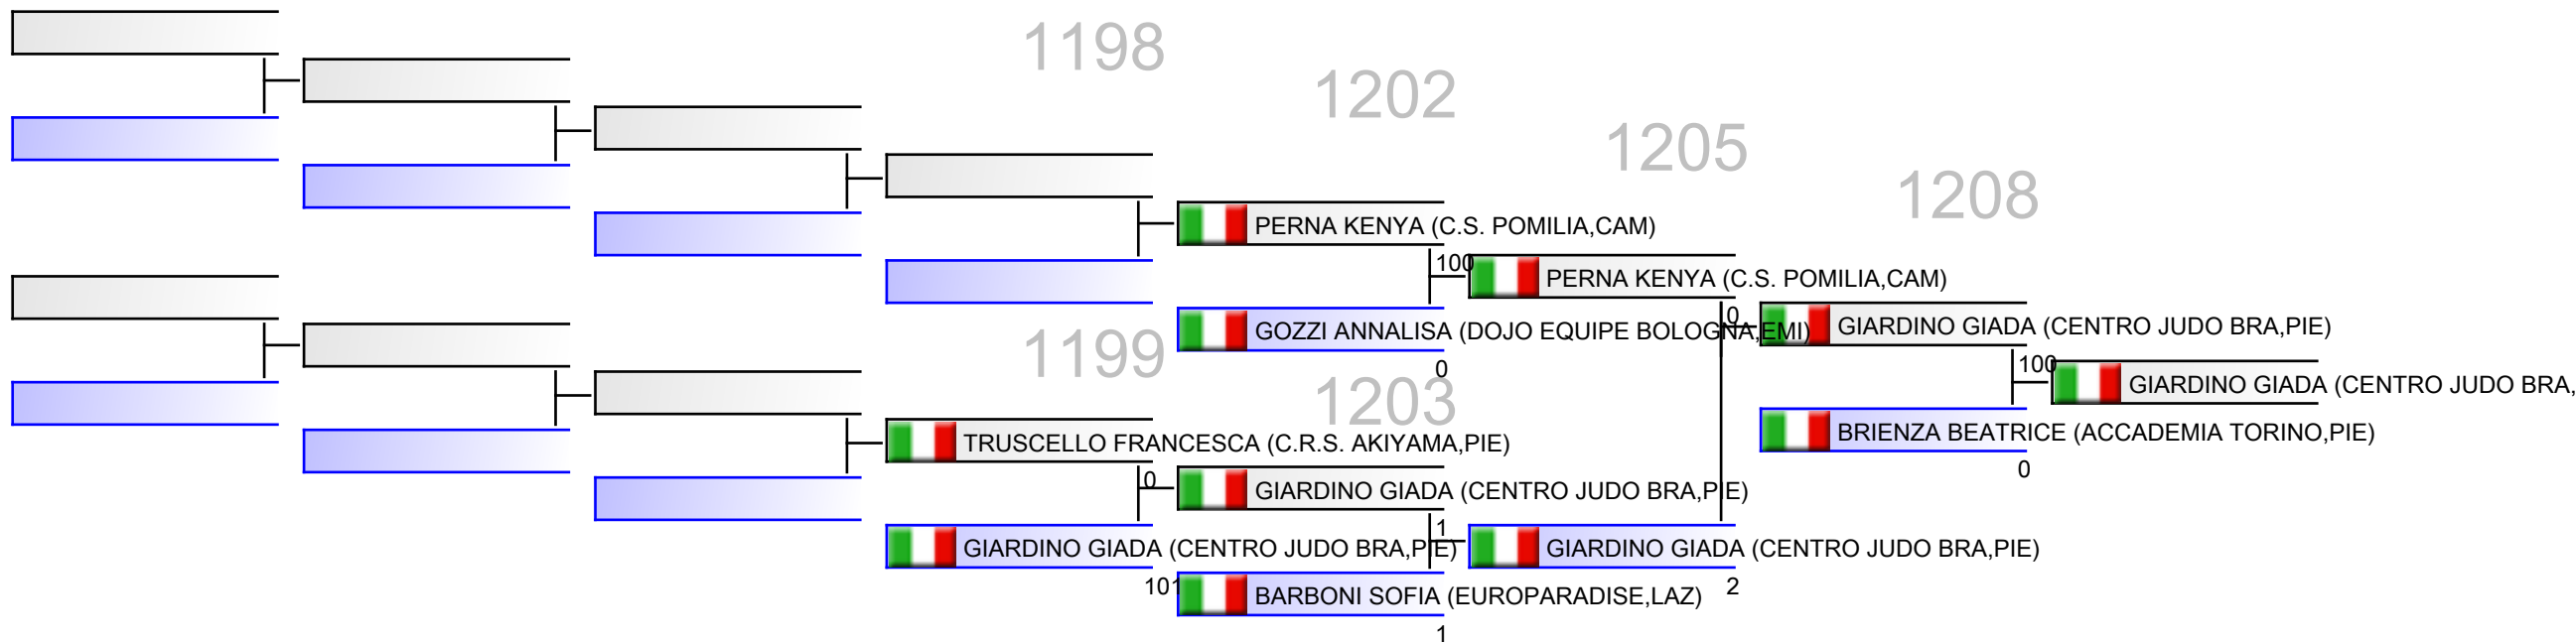 1198
1202
1205
1208
PERNA KENYA (C.S. POMILIA,CAM)
100
PERNA KENYA (C.S. POMILIA,CAM)
0
GOZZI ANNALISA (DOJO EQUIPE BOLOGNA,EMI)
0
GIARDINO GIADA (CENTRO JUDO BRA,PIE)
100
GIARDINO GIADA (CENTRO JUDO BRA,
BRIENZA BEATRICE (ACCADEMIA TORINO,PIE)
0
1199
1203
TRUSCELLO FRANCESCA (C.R.S. AKIYAMA,PIE)
0
GIARDINO GIADA (CENTRO JUDO BRA,PIE)
1
GIARDINO GIADA (CENTRO JUDO BRA,PIE)
101
GIARDINO GIADA (CENTRO JUDO BRA,PIE)
2
BARBONI SOFIA (EUROPARADISE,LAZ)
1